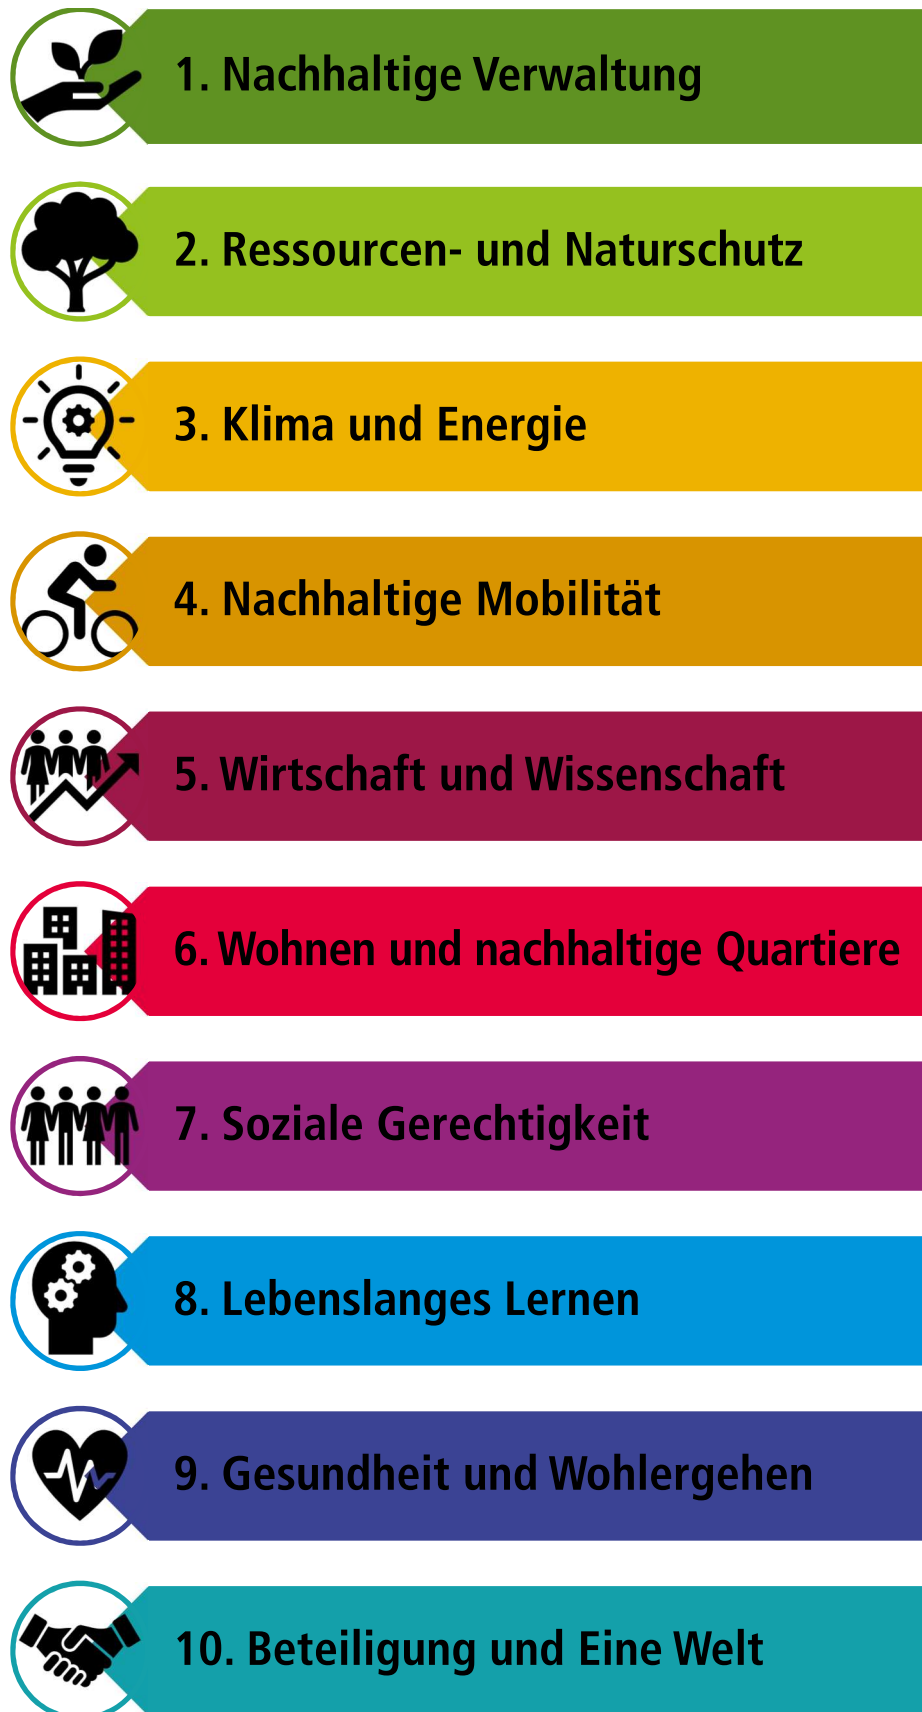 1. Nachhaltige Verwaltung
2. Ressourcen- und Naturschutz
3. Klima und Energie
4. Nachhaltige Mobilität
5. Wirtschaft und Wissenschaft
6. Wohnen und nachhaltige Quartiere
7. Soziale Gerechtigkeit
8. Lebenslanges Lernen
9. Gesundheit und Wohlergehen
10. Beteiligung und Eine Welt